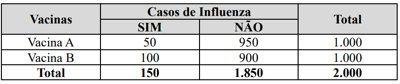 Vacinas Casos de Influenza Total
SIM NÃO
Vacina A 50 950 1.000
Vacina B 100 900 1.000
Total 150 1.850 2.000